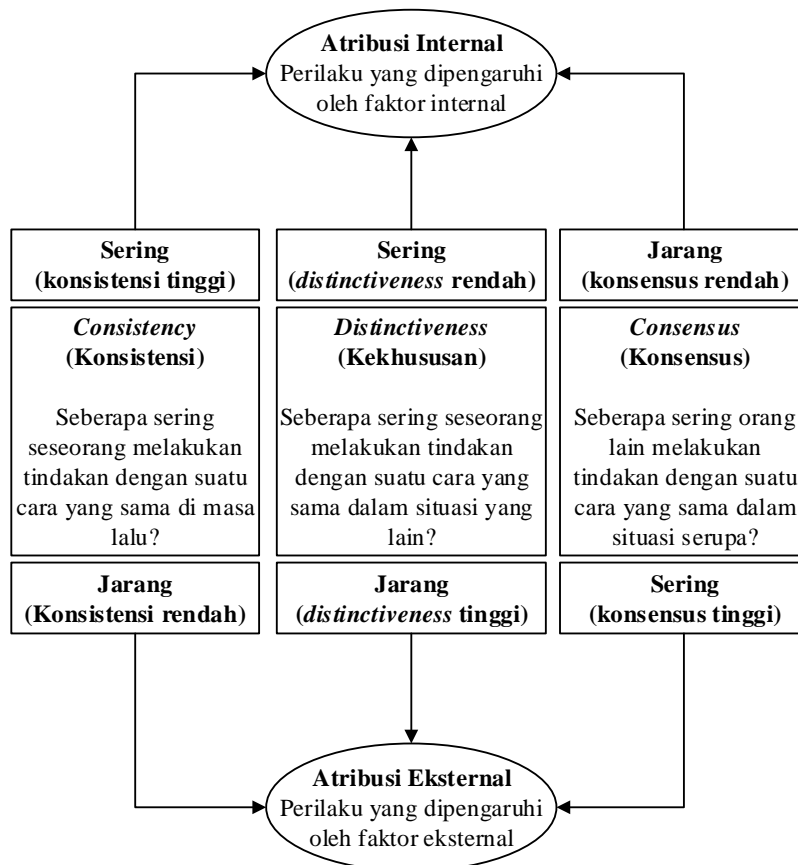 Atribusi Internal
Perilaku yang dipengaruhi
oleh faktor internal
Sering
(konsistensi tinggi)
Sering
(distinctiveness rendah)
Jarang
(konsensus rendah)
Consistency
(Konsistensi)
Seberapa sering
seseorang melakukan
tindakan dengan suatu
cara yang sama di masa
lalu?
Distinctiveness
(Kekhususan)
Seberapa sering seseorang
melakukan tindakan
dengan suatu cara yang
sama dalam situasi yang
lain?
Consensus
(Konsensus)
Seberapa sering orang
lain melakukan
tindakan dengan suatu
cara yang sama dalam
situasi serupa?
Jarang
(Konsistensi rendah)
Jarang
(distinctiveness tinggi)
Sering
(konsensus tinggi)
Atribusi Eksternal
Perilaku yang dipengaruhi
oleh faktor eksternal